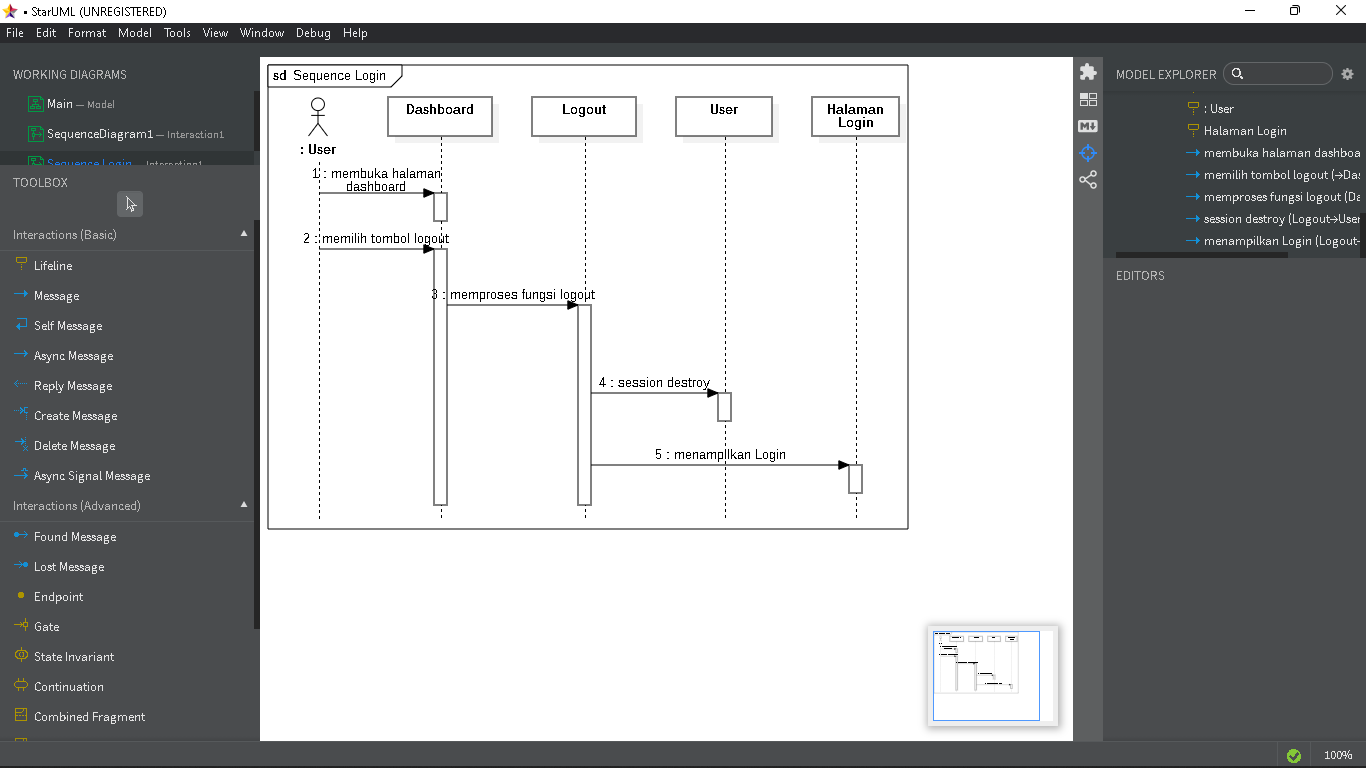 • StarUML (UNREGISTERED)
File Edit Format Model Tools View Window Debug Help
WORKING DIAGRAMS
Main — Model
SequenceDiagram1 — Interaction1
Sequence Login — Interaction1
TOOLBOX
Interactions (Basic)
Lifeline
Message
Self Message
Async Message
Reply Message
Create Message
Delete Message
Async Signal Message
Interactions (Advanced)
Found Message
Lost Message
Endpoint
Gate
State Invariant
Continuation
Combined Fragment
sd Sequence Login
: User
Dashboard
Logout
User
Halaman
Login
1 : membuka halaman
dashboard
2 : memilih tombol logout
3 : memproses fungsi logout
4 : session destroy
5 : menampilkan Login
M
MODEL EXPLORER
: User
Halaman Login
membuka halaman dashboa
memilih tombol logout (→Das
memproses fungsi logout (Da
session destroy (Logout→User
menampilkan Login (Logout-
EDITORS
100%